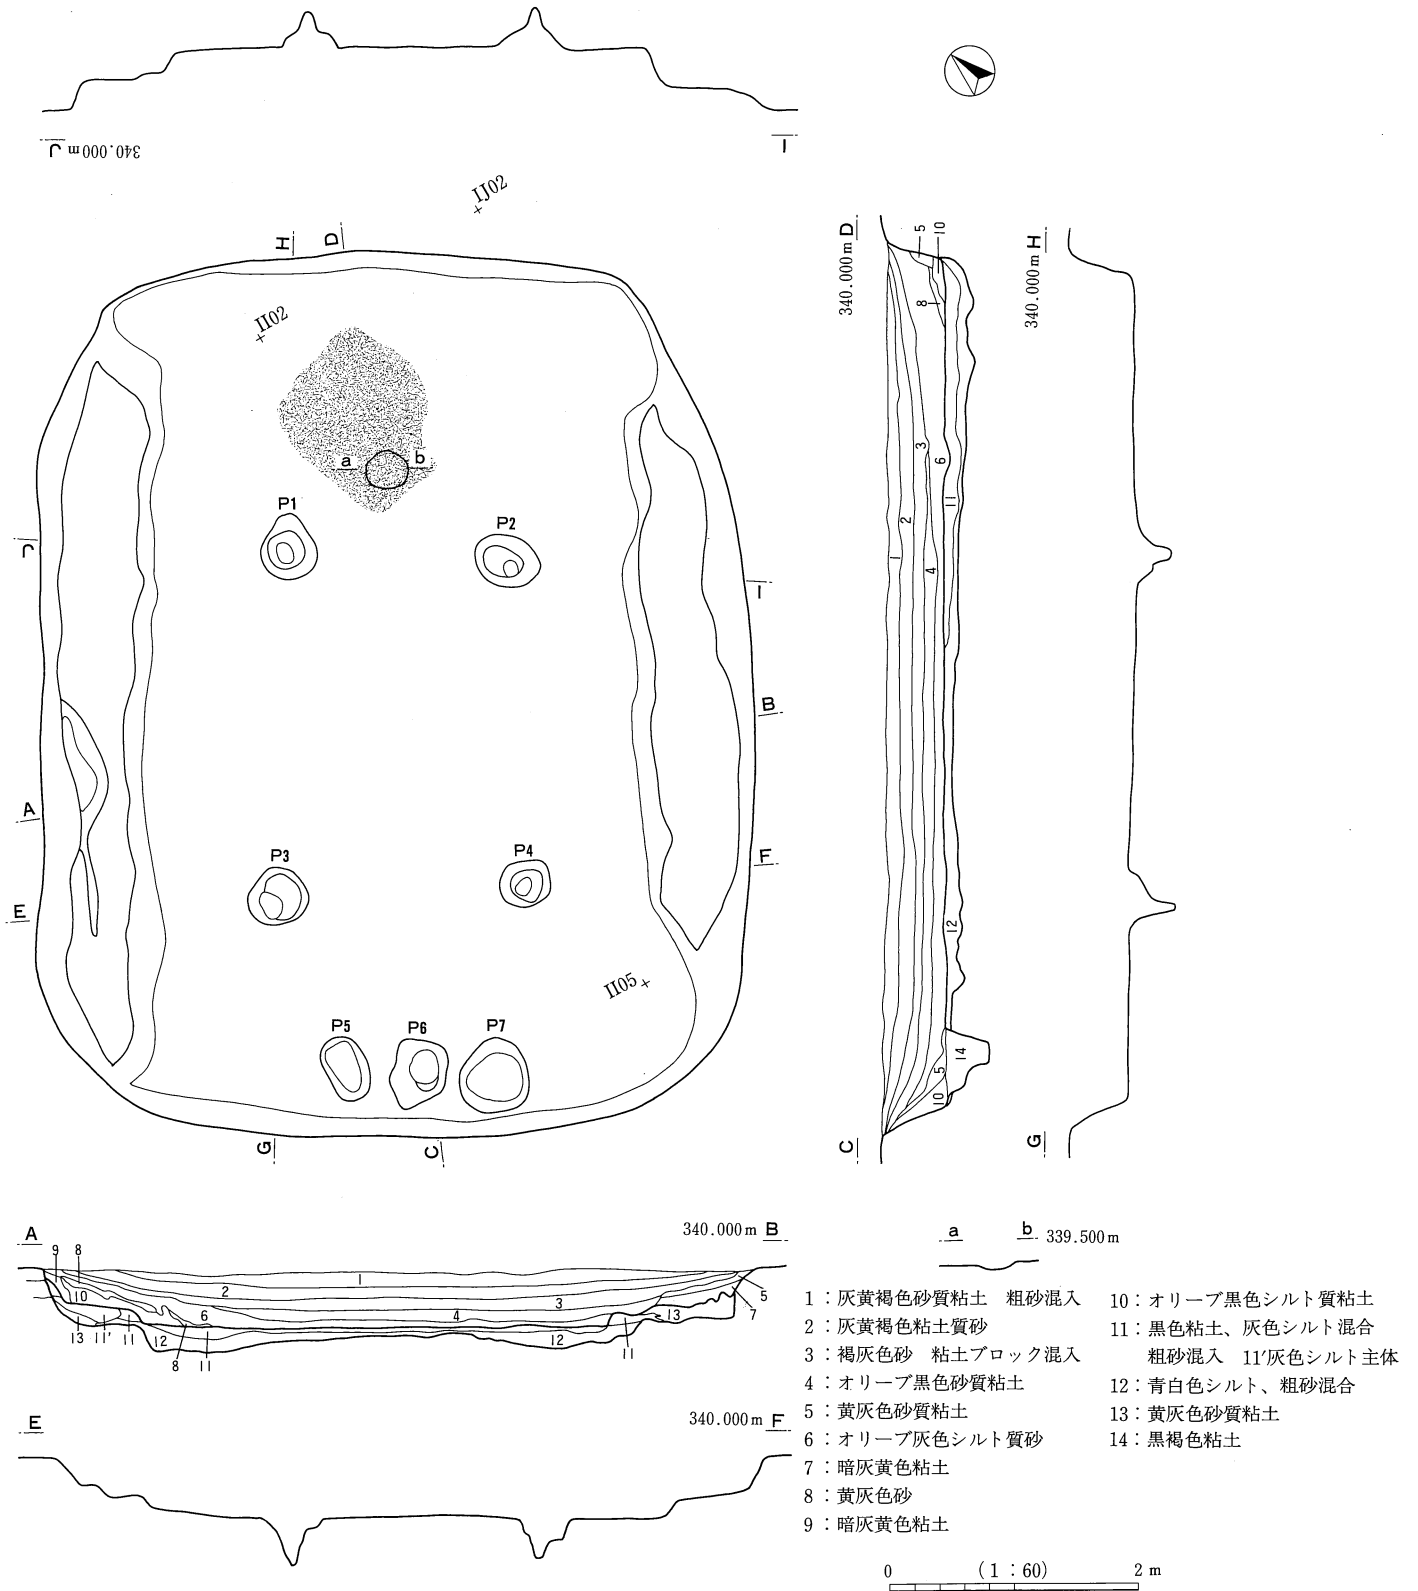 J 340.000m
I
IJ02
H
D
II02
a
b
P1
P2
J
I
B
A
P3
P4
F
E
II05
P5
P6
P7
G
C
340.000m D
5
10
8
3
6
11
2
1
4
12
14
5
10
C
340.000m H
G
A
340.000m B
9
8
1
2
10
3
5
6
4
13
7
13
11′
11
12
8
11
12
11
a
b
339.500m
E
340.000m F
1：灰黄褐色砂質粘土　粗砂混入
2：灰黄褐色粘土質砂
3：褐灰色砂　粘土ブロック混入
4：オリーブ黒色砂質粘土
5：黄灰色砂質粘土
6：オリーブ灰色シルト質砂
7：暗灰黄色粘土
8：黄灰色砂
9：暗灰黄色粘土
10：オリーブ黒色シルト質粘土
11：黒色粘土、灰色シルト混合
粗砂混入　11′灰色シルト主体
12：青白色シルト、粗砂混合
13：黄灰色砂質粘土
14：黒褐色粘土
0
(1：60)
2 m